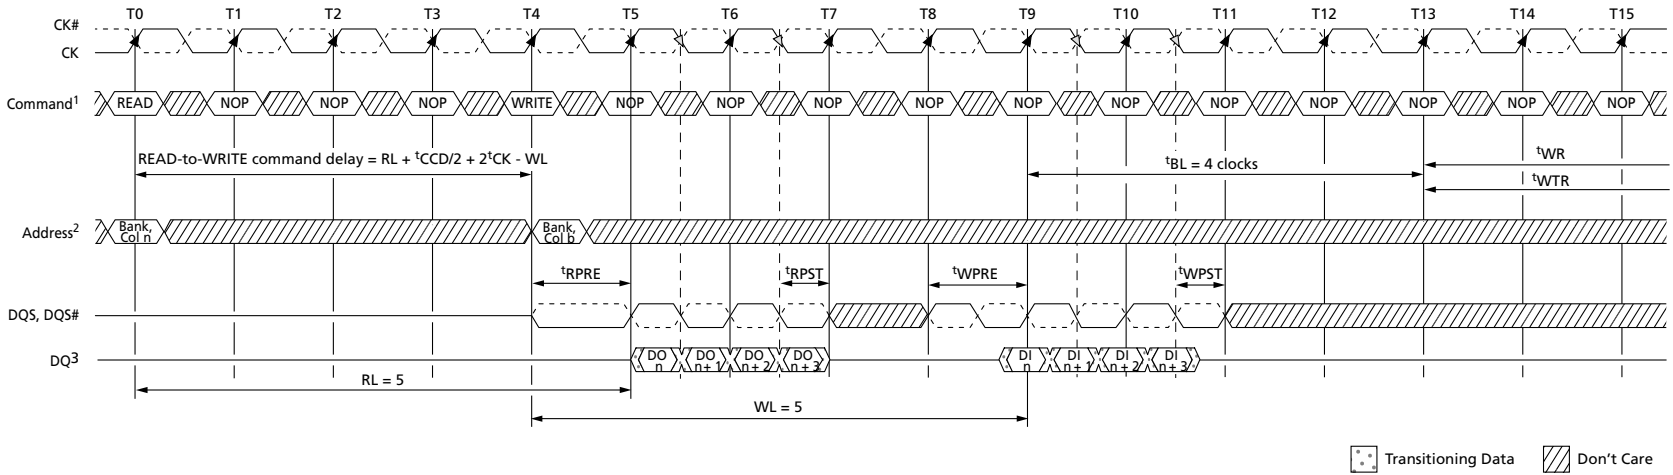 T0 T1 T2 T3 T4 T5 T6 T7 T8 T9 T10 T11 T12 T13 T14 T15
CK#
CK
Command1 READ NOP NOP NOP WRITE NOP NOP NOP NOP NOP NOP NOP NOP NOP NOP NOP
READ-to-WRITE command delay = RL + tCCD/2 + 2tCK - WL
tBL = 4 clocks
tWR
tWTR
Address2 Bank, Col n Bank, Col b
tRPRE tRPST tWPRE tWPST
DQS, DQS#
DQ3 DO n DO n + 1 DO n + 2 DO n + 3 DI n DI n + 1 DI n + 2 DI n + 3
RL = 5
WL = 5
Transitioning Data Don't Care